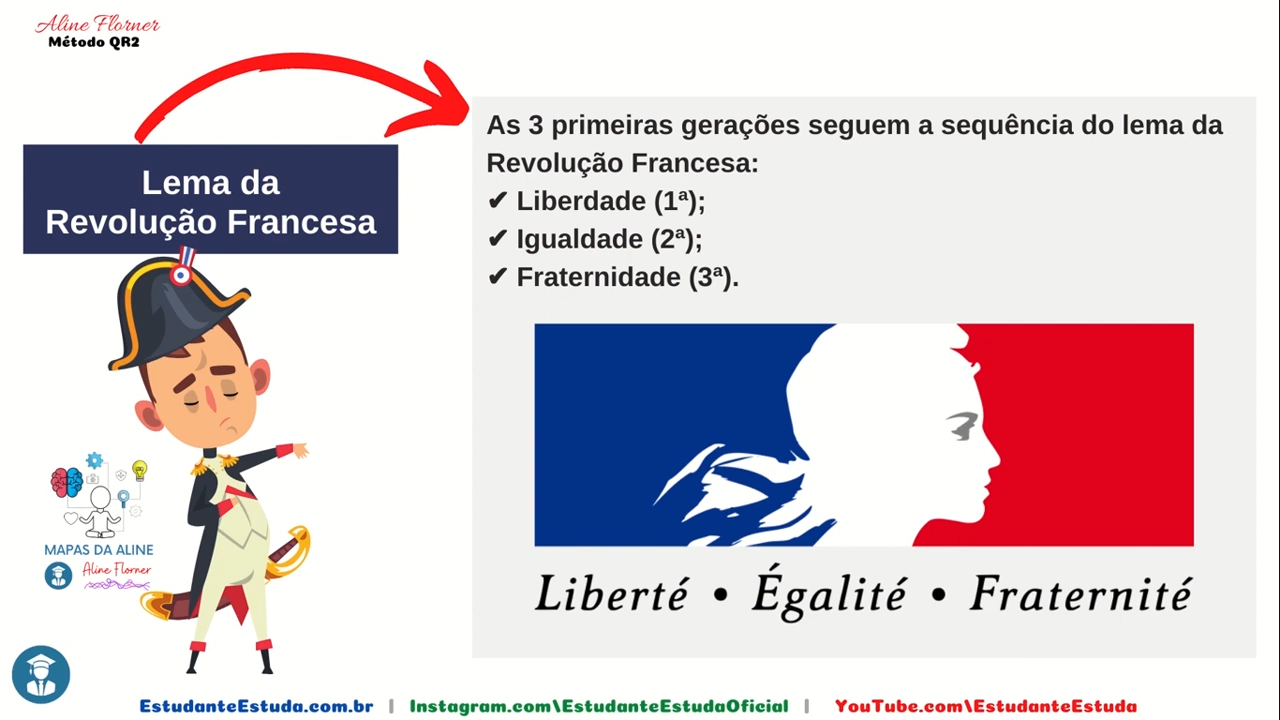 Aline Florner
Método QR2
Lema da
Revolução Francesa
As 3 primeiras gerações seguem a sequência do lema da
Revolução Francesa:
✔ Liberdade (1ª);
✔ Igualdade (2ª);
✔ Fraternidade (3ª).
Liberté • Égalité • Fraternité
MAPAS DA ALINE
Aline Florner
EstudanteEstuda.com.br | Instagram.com\EstudanteEstudaOficial | YouTube.com\EstudanteEstuda